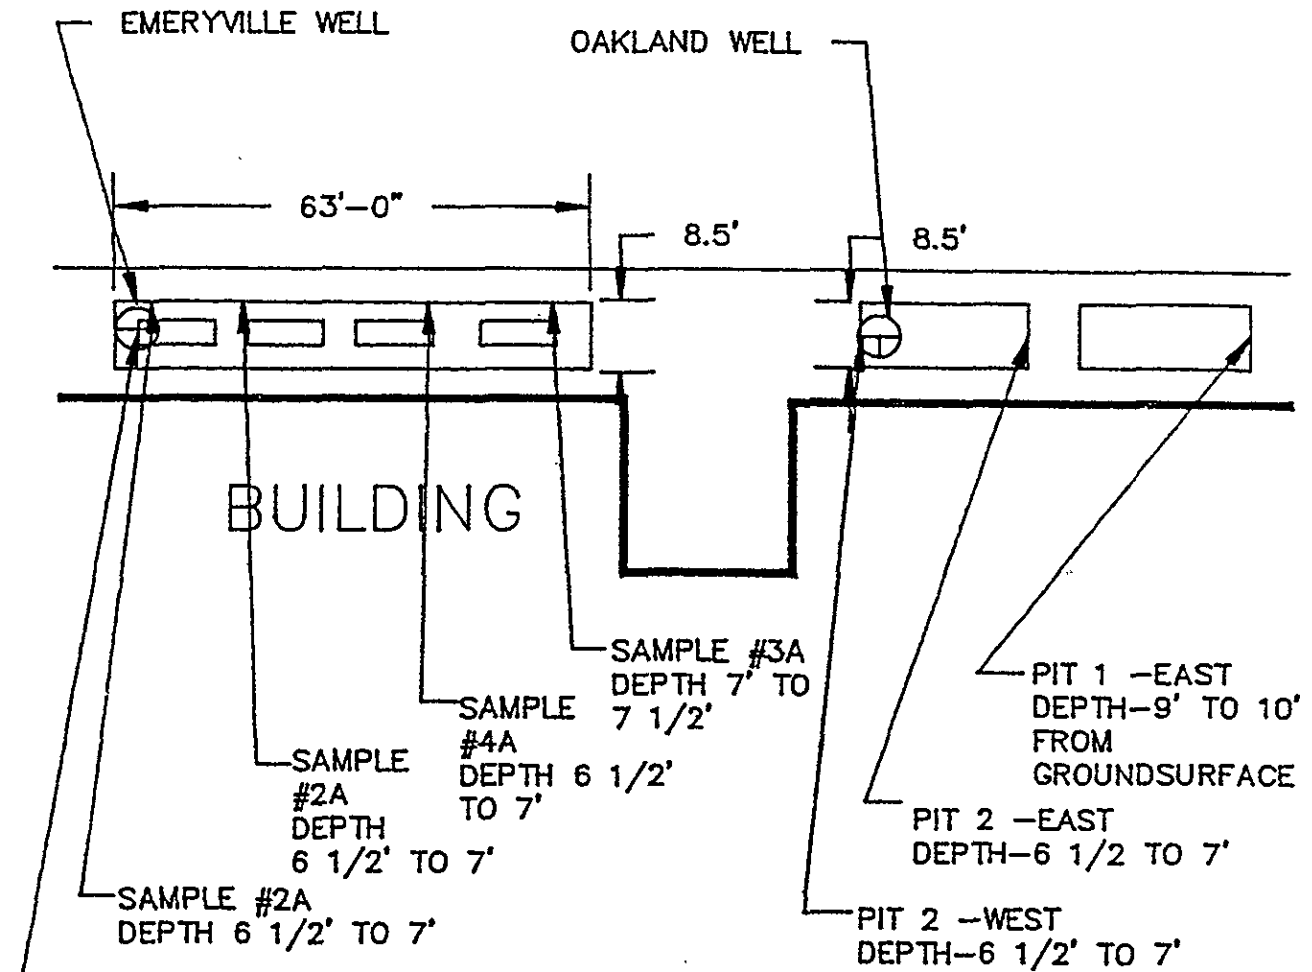 EMERYVILLE WELL
OAKLAND WELL
63'-0"
8.5'
8.5'
BUILDING
SAMPLE #3A
DEPTH 7' TO
7 1/2'
SAMPLE
#4A
DEPTH 6 1/2'
TO 7'
SAMPLE
#2A
DEPTH
6 1/2' TO 7'
SAMPLE #2A
DEPTH 6 1/2' TO 7'
PIT 1 -EAST
DEPTH-9' TO 10'
FROM
GROUNDSURFACE
PIT 2 -EAST
DEPTH-6 1/2 TO 7'
PIT 2 -WEST
DEPTH-6 1/2' TO 7'